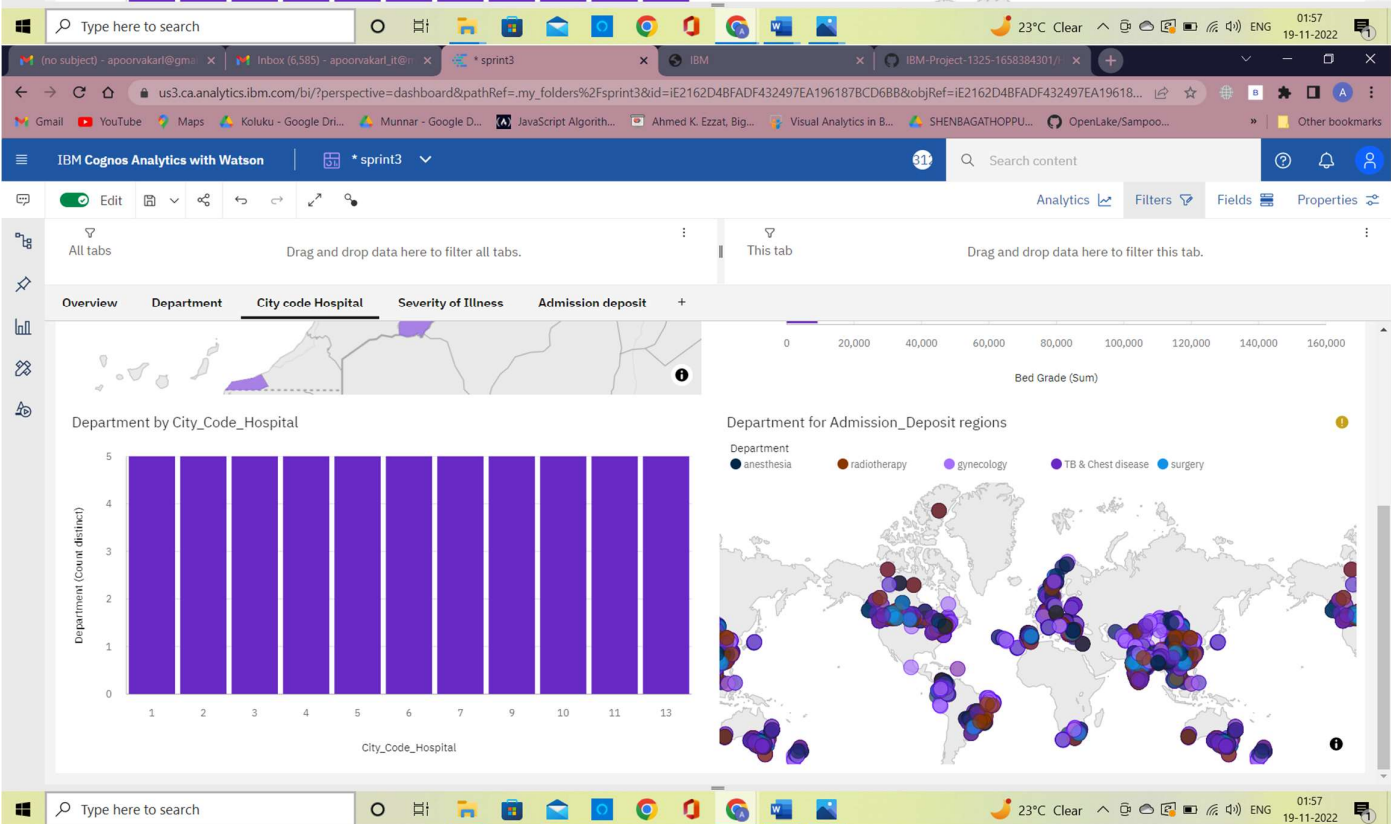 Type here to search
23°C Clear
ENG
01:57
19-11-2022
1
(no subject) - apoorvakarl@gma
Inbox (6,585) - apoorvakarl_it@
* sprint3
IBM
IBM-Project-1325-1658384301/
us3.ca.analytics.ibm.com/bi/?perspective=dashboard&pathRef=.my_folders%2Fsprint3&id=iE2162D4BFADF432497EA196187BCD6BB&objRef=iE2162D4BFADF432497EA19618...
Gmail YouTube Maps Koluku - Google Dri... Munnar - Google D... JavaScript Algorith... Ahmed K. Ezzat, Big... Visual Analytics in B... SHENBAGATHOPPU... OpenLake/Sampoo... » Other bookmarks
IBM Cognos Analytics with Watson
* sprint3
Search content
Edit
Analytics
Filters
Fields
Properties
All tabs
Drag and drop data here to filter all tabs.
This tab
Drag and drop data here to filter this tab.
Overview Department City code Hospital Severity of Illness Admission deposit +
0 20,000 40,000 60,000 80,000 100,000 120,000 140,000 160,000
Bed Grade (Sum)
Department by City_Code_Hospital
5
4
3
2
1
0
Department (Count distinct)
1 2 3 4 5 6 7 9 10 11 13
City_Code_Hospital
Department for Admission_Deposit regions
Department
anesthesia radiotherapy gynecology TB & Chest disease surgery
Type here to search
23°C Clear
ENG
01:57
19-11-2022
1